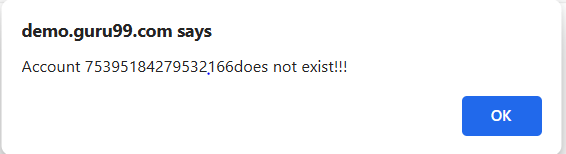 demo.guru99.com says
Account 75395184279532166does not exist!!!
OK